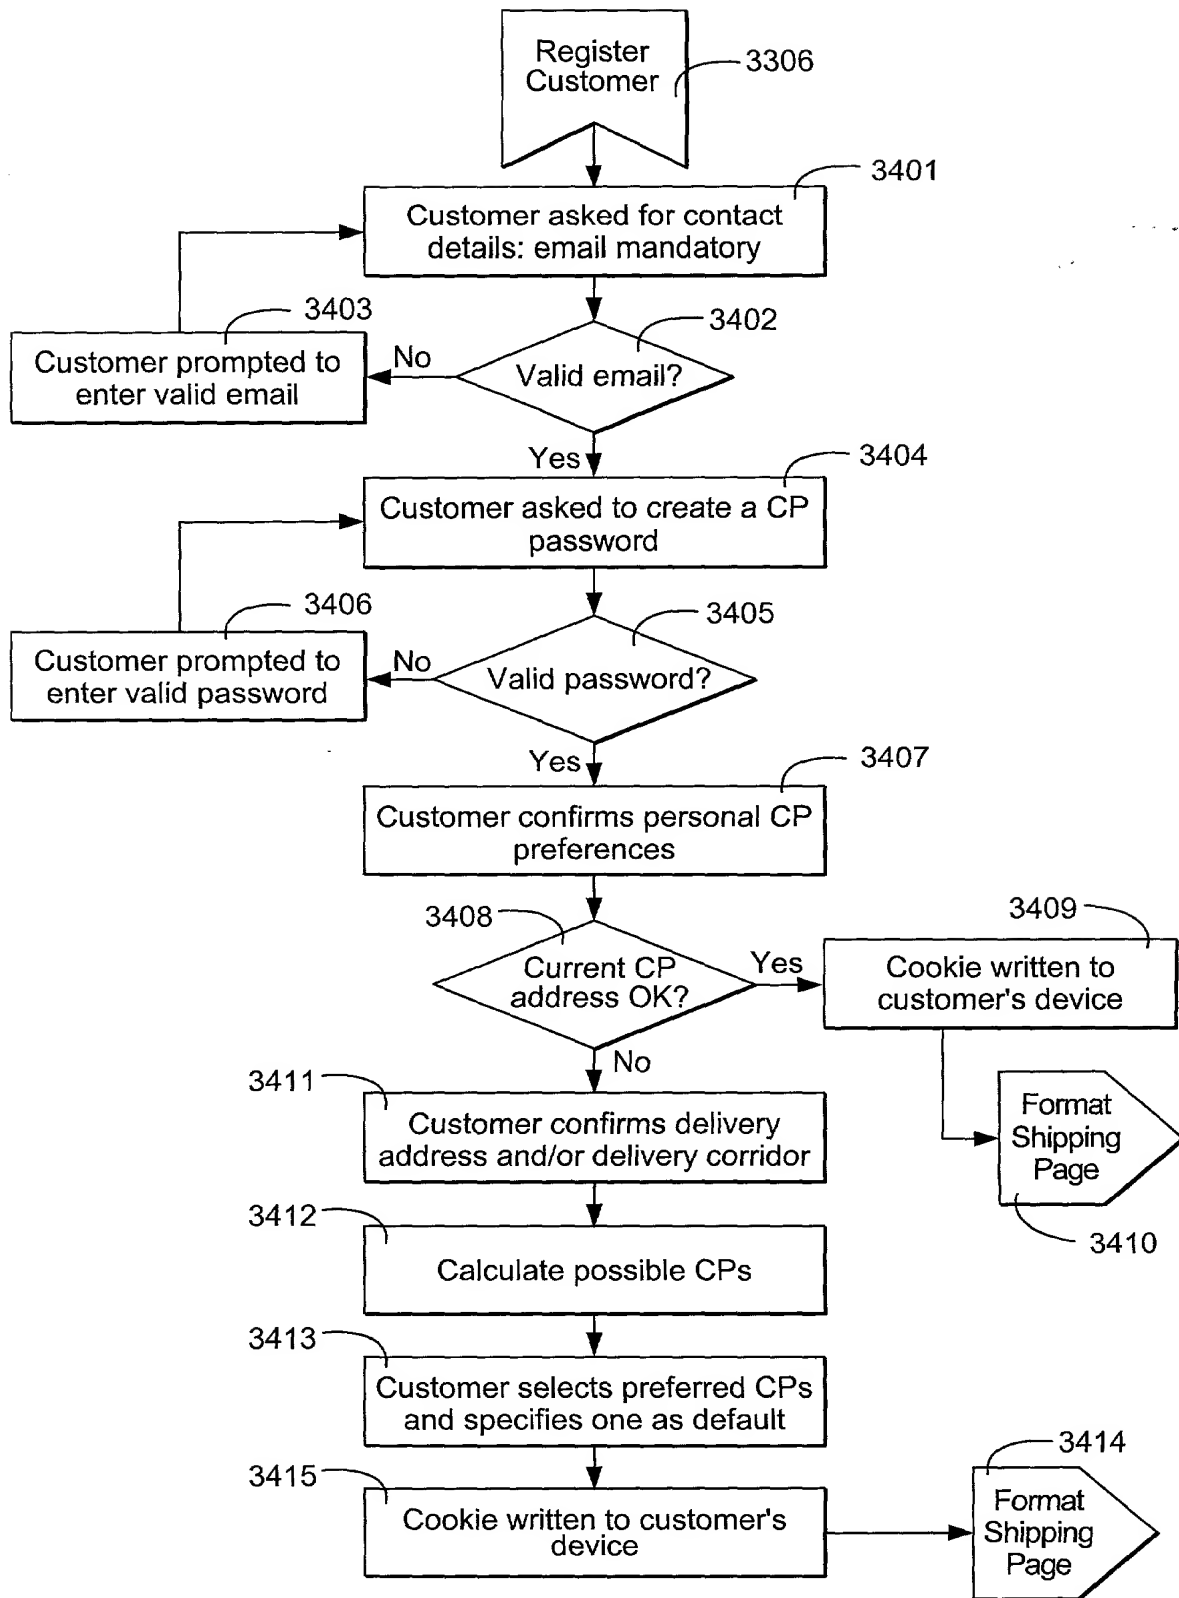 Register
Customer
3306
3401
Customer asked for contact
details: email mandatory
3403
3402
Customer prompted to
enter valid email
No
Valid email?
Yes
3404
Customer asked to create a CP
password
3406
3405
Customer prompted to
enter valid password
No
Valid password?
Yes
3407
Customer confirms personal CP
preferences
3408
3409
Current CP
address OK?
Yes
Cookie written to
customer's device
No
3411
Customer confirms delivery
address and/or delivery corridor
Format
Shipping
Page
3410
3412
Calculate possible CPs
3413
Customer selects preferred CPs
and specifies one as default
3414
3415
Cookie written to customer's
device
Format
Shipping
Page